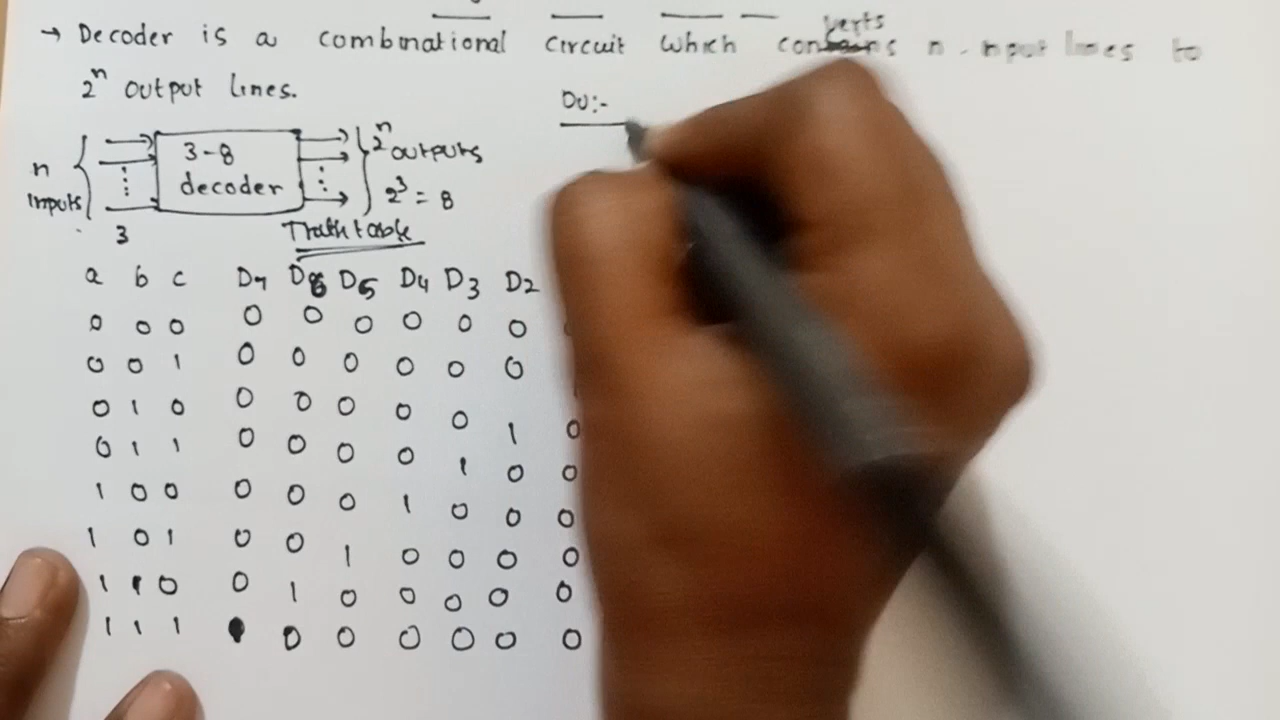 → Decoder is a combinational circuit which converts n-input lines to
2^n output lines.
DU:-
n
inputs
3
3-8
decoder
2^n outputs
2^3 = 8
Truth table
a b c D7 D6 D5 D4 D3 D2
0 0 0 0 0 0 0 0 0
0 0 1 0 0 0 0 0 0
0 1 0 0 0 0 0 0 1 0
0 1 1 0 0 0 0 1 0 0
1 0 0 0 0 0 1 0 0 0
1 0 1 0 0 1 0 0 0 0
1 1 0 0 1 0 0 0 0 0
1 1 1 0 0 0 0 0 0